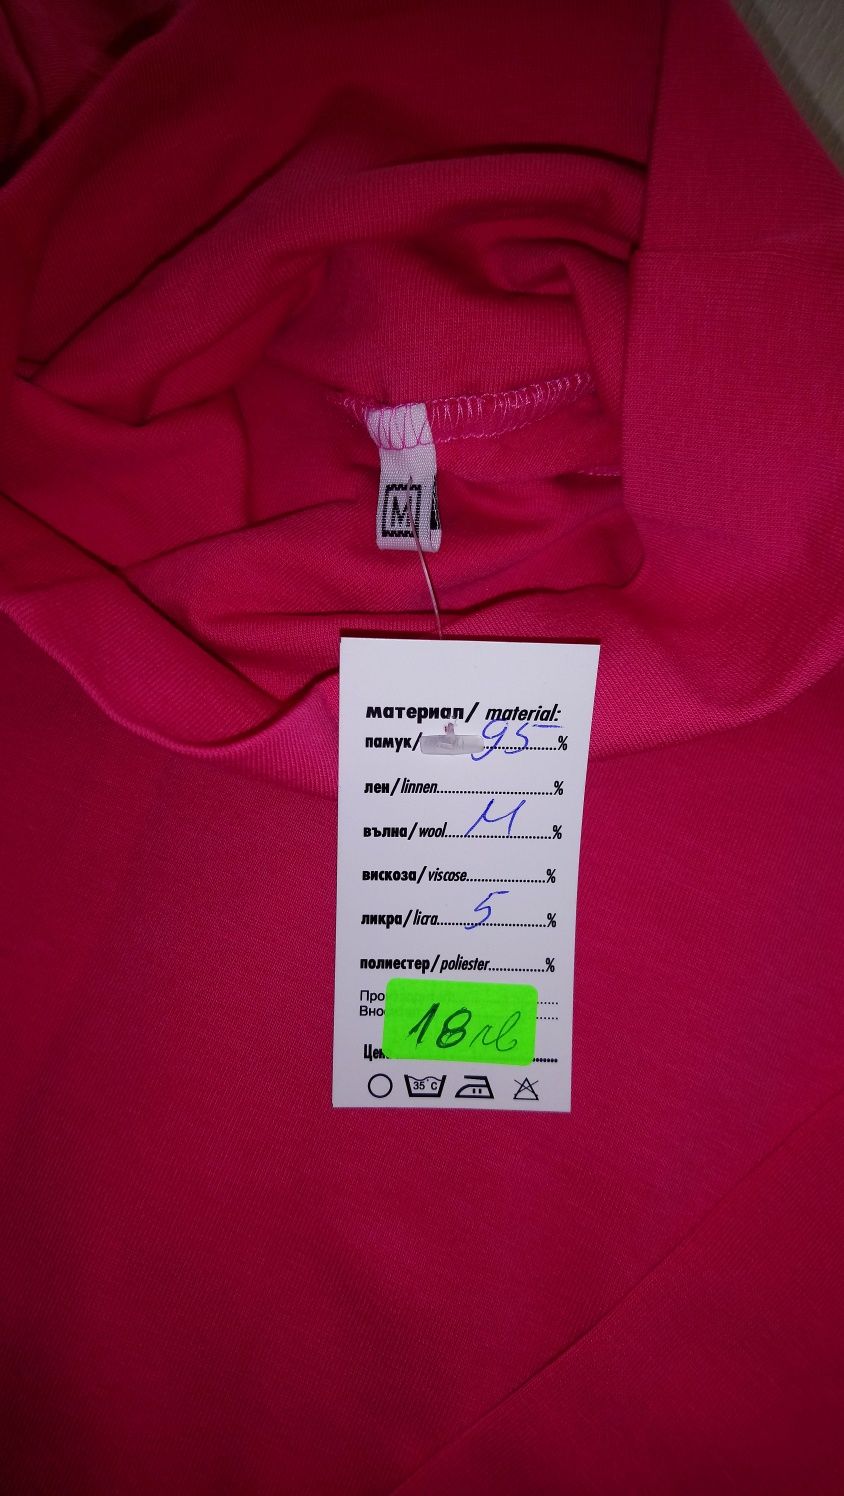 M
материал/ material:
памук/ 95 %
лен/linnen %
вълна/wool M %
вискоза/viscose %
ликра/licra 5 %
полиестер/poliester %
18лв
35°C